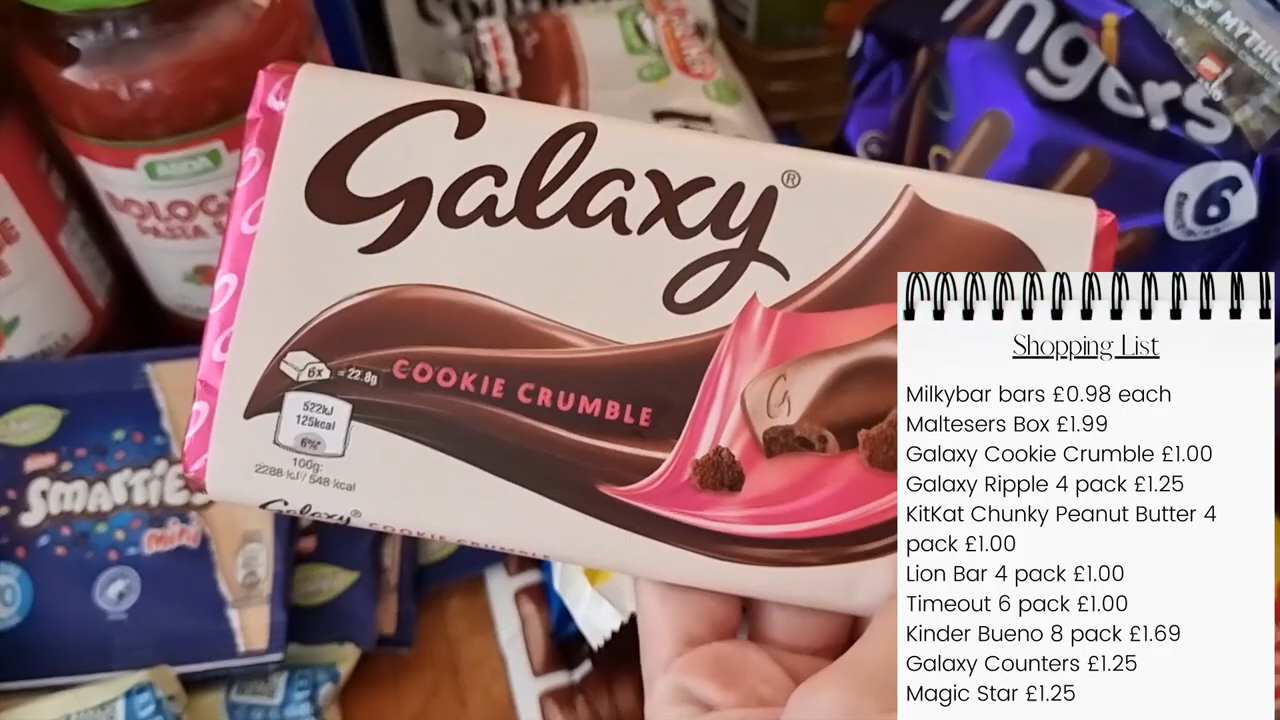 Galaxy®
COOKIE CRUMBLE
6x = 22.8g
522kJ
125kcal
6%*
100g:
2288 kJ / 548 kcal
Galaxy® COOKIE CRUMBLE
ASDA
PASTA
ngers
6
MYTHIC
SMARTIES
mini
Shopping List
Milkybar bars £0.98 each
Maltesers Box £1.99
Galaxy Cookie Crumble £1.00
Galaxy Ripple 4 pack £1.25
KitKat Chunky Peanut Butter 4
pack £1.00
Lion Bar 4 pack £1.00
Timeout 6 pack £1.00
Kinder Bueno 8 pack £1.69
Galaxy Counters £1.25
Magic Star £1.25